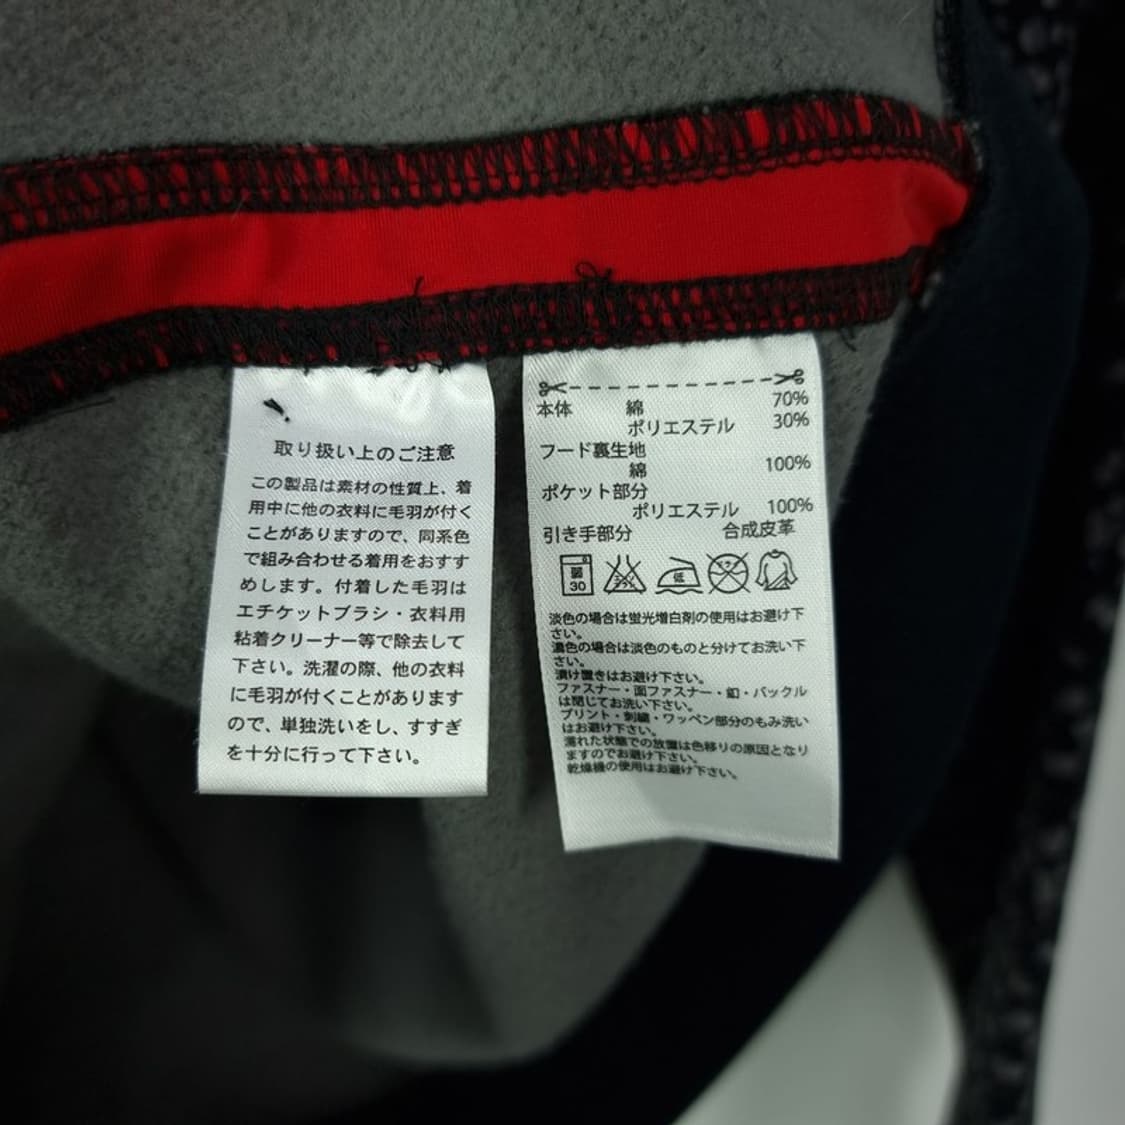 取り扱い上のご注意
この製品は素材の性質上、着
用中に他の衣料に毛羽が付く
ことがありますので、同系色
で組み合わせる着用をおすす
めします。付着した毛羽は
エチケットブラシ・衣料用
粘着クリーナー等で除去して
下さい。洗濯の際、他の衣料
に毛羽が付くことがあります
ので、単独洗いをし、すすぎ
を十分に行って下さい。
本体 綿 70%
ポリエステル 30%
フード裏生地
綿 100%
ポケット部分
ポリエステル 100%
引き手部分 合成皮革
弱 30 低
淡色の場合は蛍光増白剤の使用はお避け下
さい。
濃色の場合は淡色のものと分けてお洗い下
さい。
漬け置きはお避け下さい。
ファスナー・面ファスナー・釦・バックル
は閉じてお洗い下さい。
プリント・刺繍・ワッペン部分のもみ洗い
はお避け下さい。
濡れた状態での放置は色移りの原因となり
ますのでお避け下さい。
乾燥機の使用はお避け下さい。